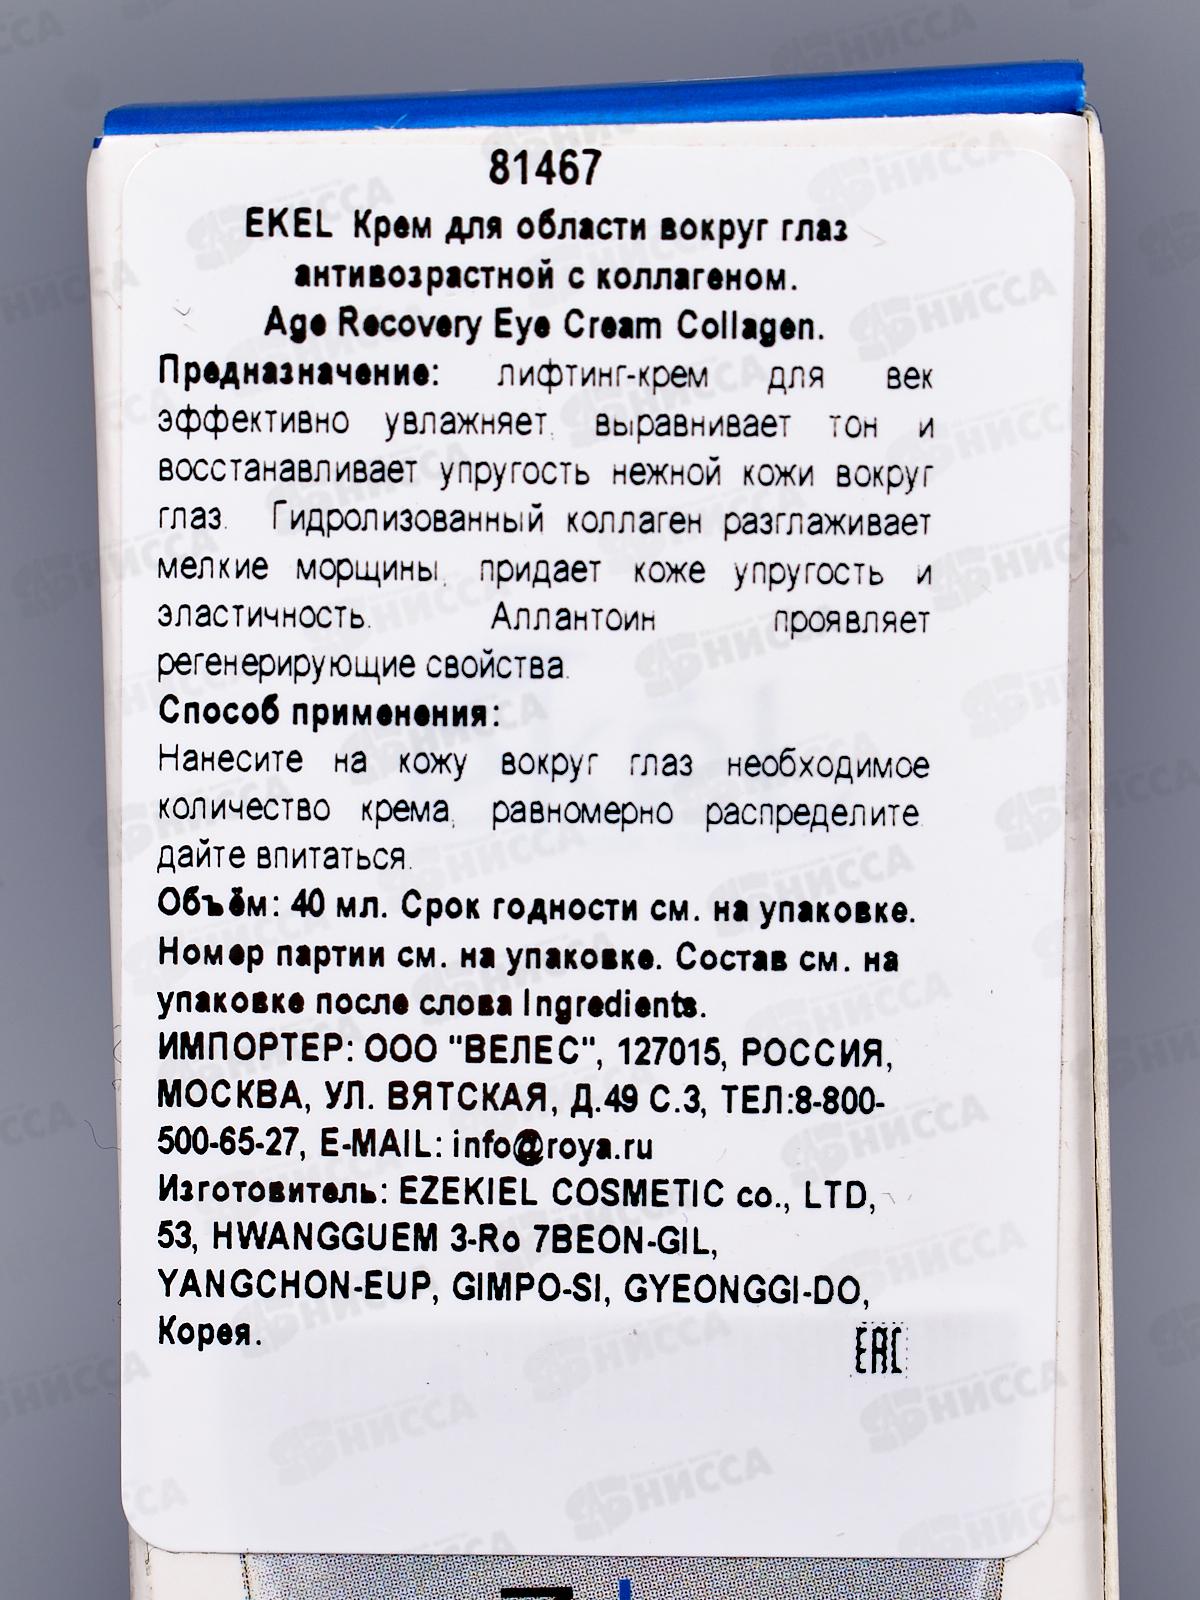 81467
EKEL Крем для области вокруг глаз
антивозрастной с коллагеном.
Age Recovery Eye Cream Collagen.
Предназначение: лифтинг-крем для век
эффективно увлажняет, выравнивает тон и
восстанавливает упругость нежной кожи вокруг
глаз. Гидролизованный коллаген разглаживает
мелкие морщины, придает коже упругость и
эластичность. Аллантоин проявляет
регенерирующие свойства.
Способ применения:
Нанесите на кожу вокруг глаз необходимое
количество крема, равномерно распределите.
дайте впитаться.
Объём: 40 мл. Срок годности см. на упаковке.
Номер партии см. на упаковке. Состав см. на
упаковке после слова Ingredients.
ИМПОРТЕР: ООО "ВЕЛЕС", 127015, РОССИЯ,
МОСКВА, УЛ. ВЯТСКАЯ, Д.49 С.3, ТЕЛ:8-800-
500-65-27, E-MAIL: info@roya.ru
Изготовитель: EZEKIEL COSMETIC co., LTD,
53, HWANGGUEM 3-Ro 7BEON-GIL,
YANGCHON-EUP, GIMPO-SI, GYEONGGI-DO,
Корея.
EAC